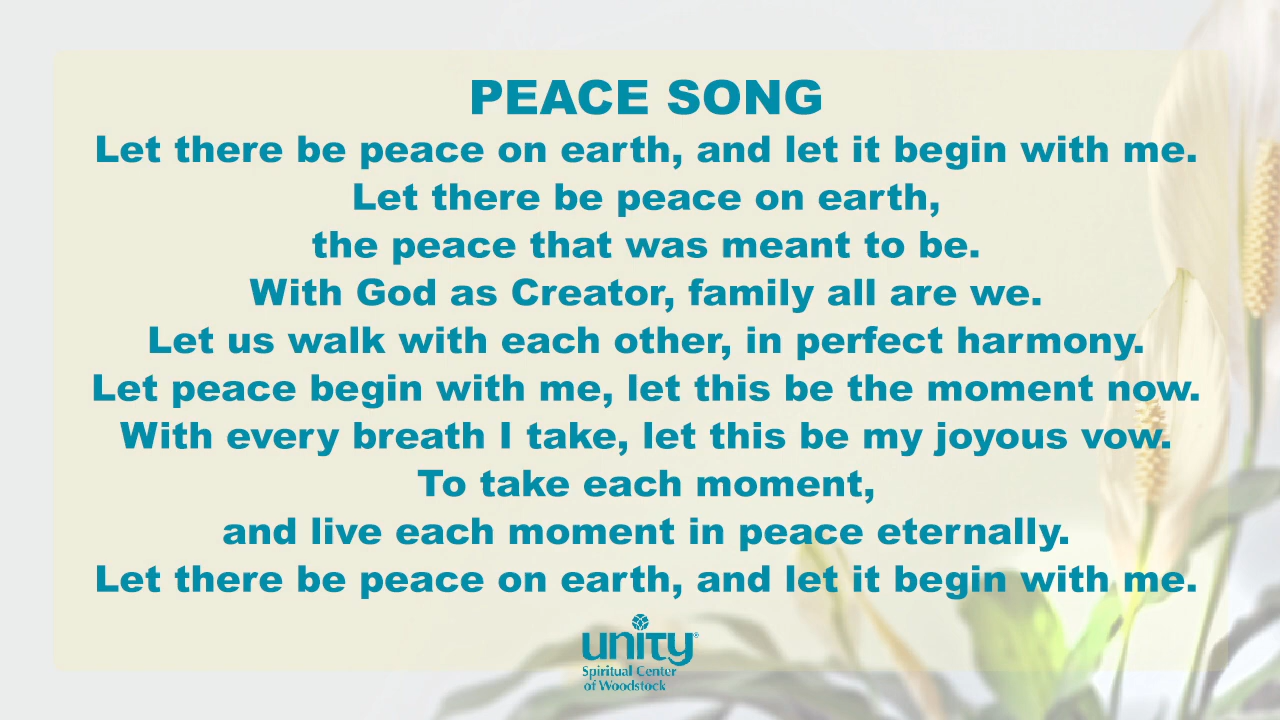 PEACE SONG
Let there be peace on earth, and let it begin with me.
Let there be peace on earth,
the peace that was meant to be.
With God as Creator, family all are we.
Let us walk with each other, in perfect harmony.
Let peace begin with me, let this be the moment now.
With every breath I take, let this be my joyous vow.
To take each moment,
and live each moment in peace eternally.
Let there be peace on earth, and let it begin with me.
unity®
Spiritual Center
of Woodstock